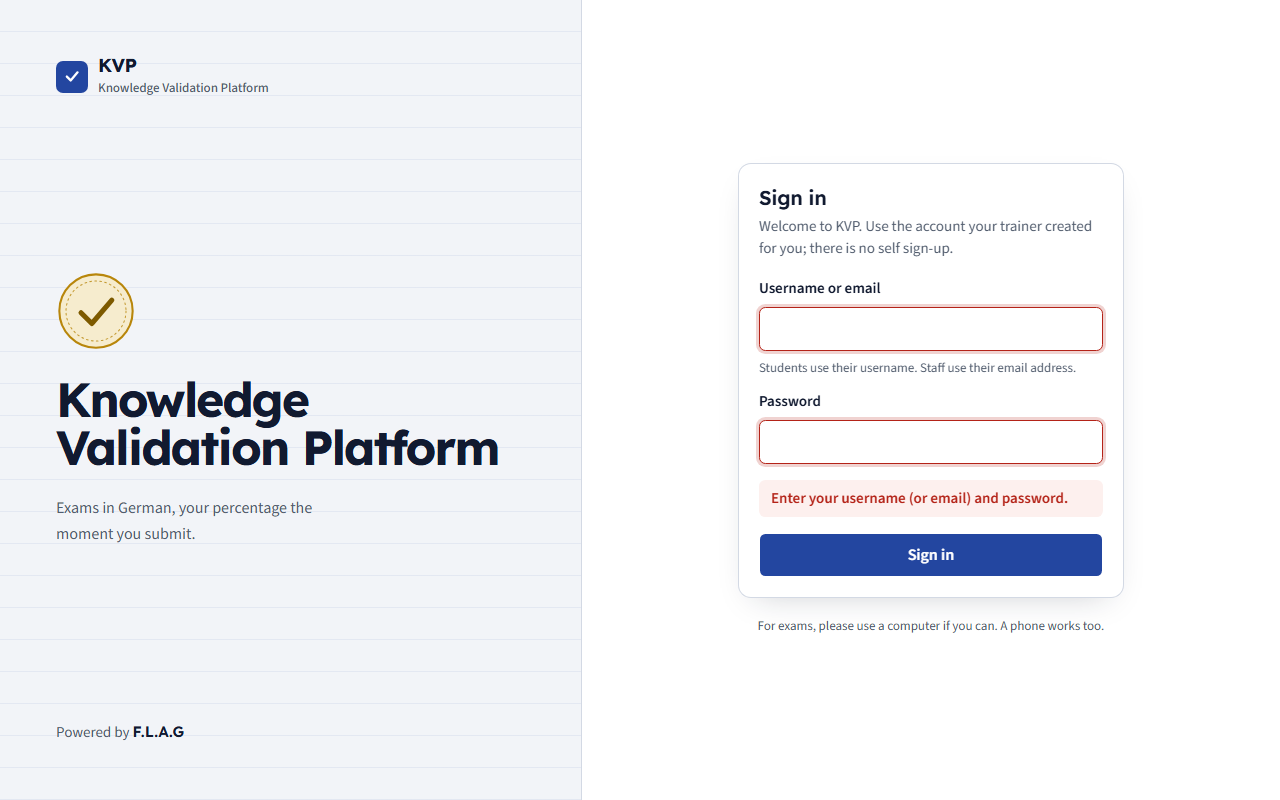 KVP
Knowledge Validation Platform
Knowledge
Validation Platform
Exams in German, your percentage the
moment you submit.
Powered by F.L.A.G
Sign in
Welcome to KVP. Use the account your trainer created
for you; there is no self sign-up.
Username or email
Students use their username. Staff use their email address.
Password
Enter your username (or email) and password.
Sign in
For exams, please use a computer if you can. A phone works too.